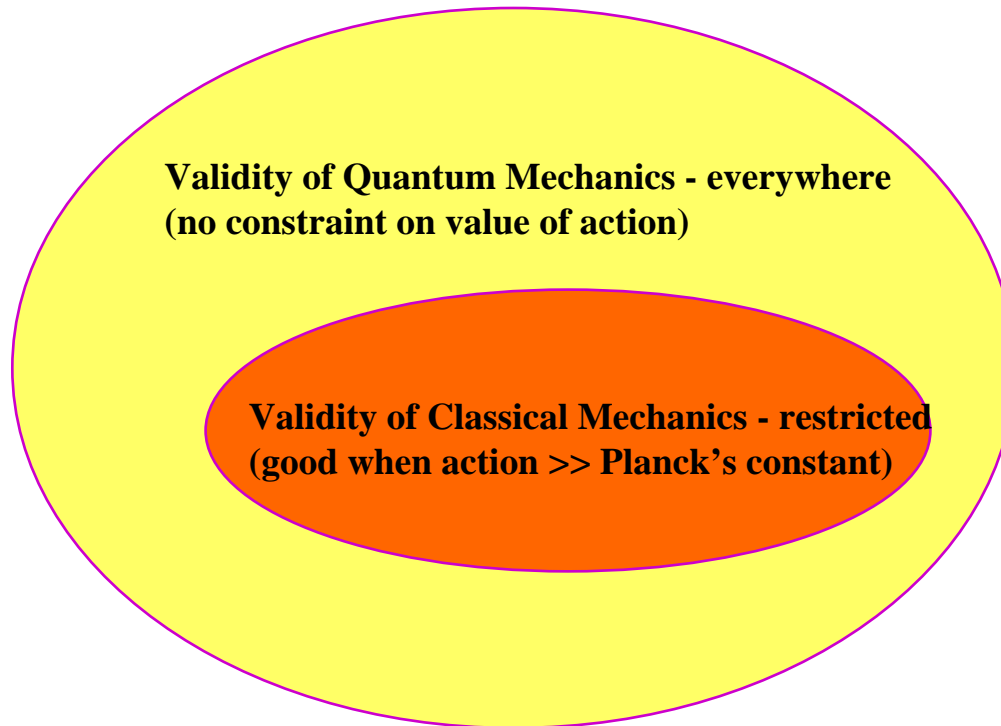 Validity of Quantum Mechanics - everywhere
(no constraint on value of action)
Validity of Classical Mechanics - restricted
(good when action >> Planck’s constant)